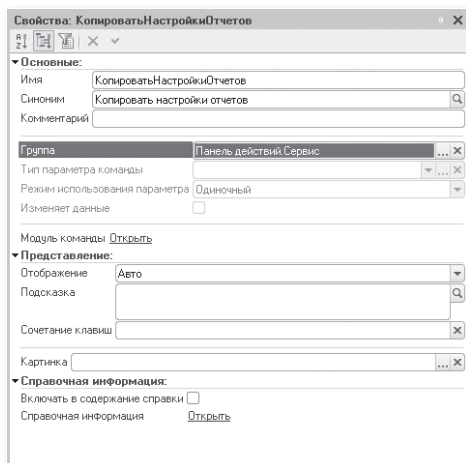 Свойства: КопироватьНастройкиОтчетов
Основные:
Имя КопироватьНастройкиОтчетов
Синоним Копировать настройки отчетов
Комментарий
Группа Панель действий.Сервис ...
Тип параметра команды ...
Режим использования параметра Одиночный
Изменяет данные
Модуль команды Открыть
Представление:
Отображение Авто
Подсказка
Сочетание клавиш
Картинка ...
Справочная информация:
Включать в содержание справки
Справочная информация Открыть